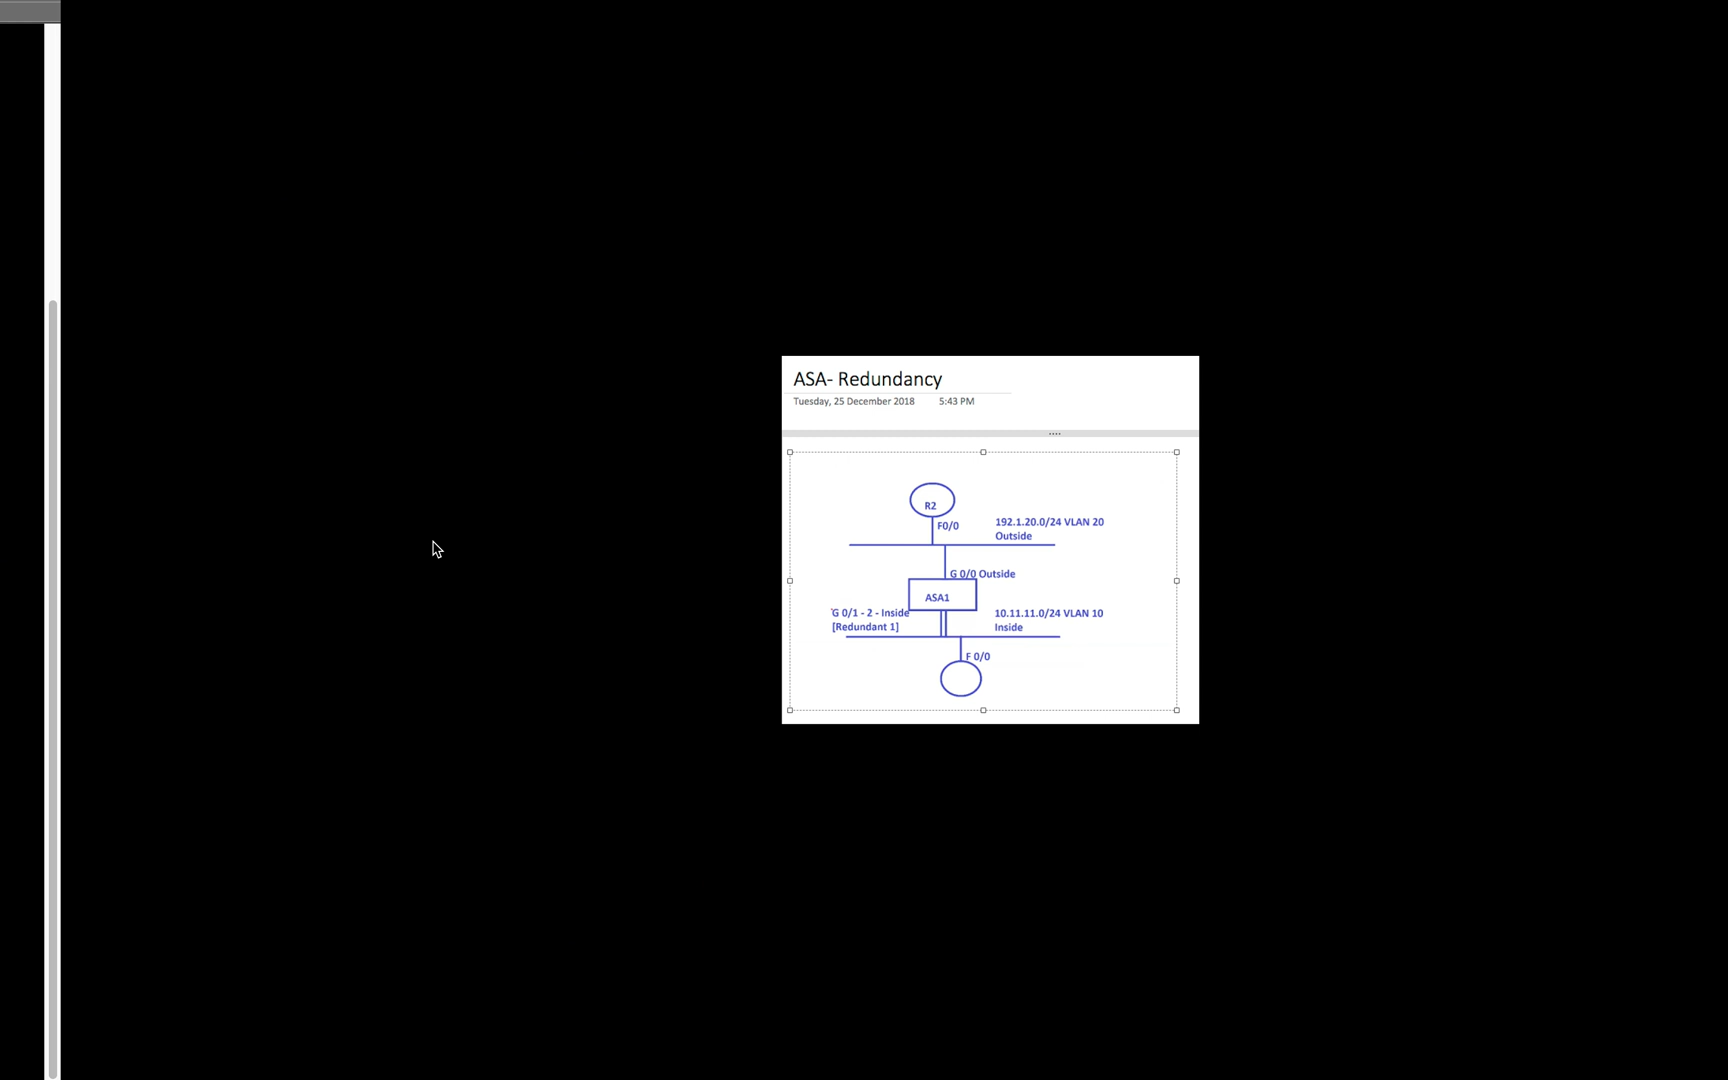 ASA- Redundancy
Tuesday, 25 December 2018 5:43 PM
R2
F0/0
192.1.20.0/24 VLAN 20
Outside
G 0/0 Outside
ASA1
G 0/1 - 2 - Inside
[Redundant 1]
10.11.11.0/24 VLAN 10
Inside
F 0/0